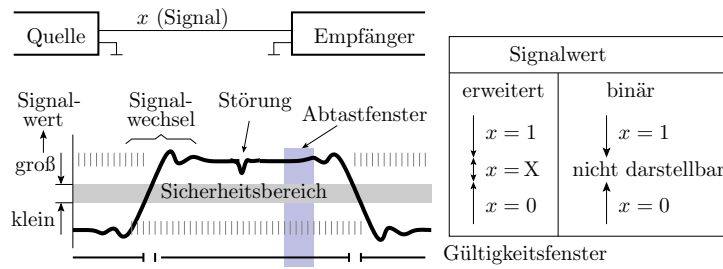 x (Signal)
Quelle
Empfänger
Signal-
wert
Signal-
wechsel
Störung
Abtastfenster
groß
Sicherheitsbereich
klein
Gültigkeitsfenster
Signalwert
erweitert
binär
x = 1
x = 1
x = X
nicht darstellbar
x = 0
x = 0